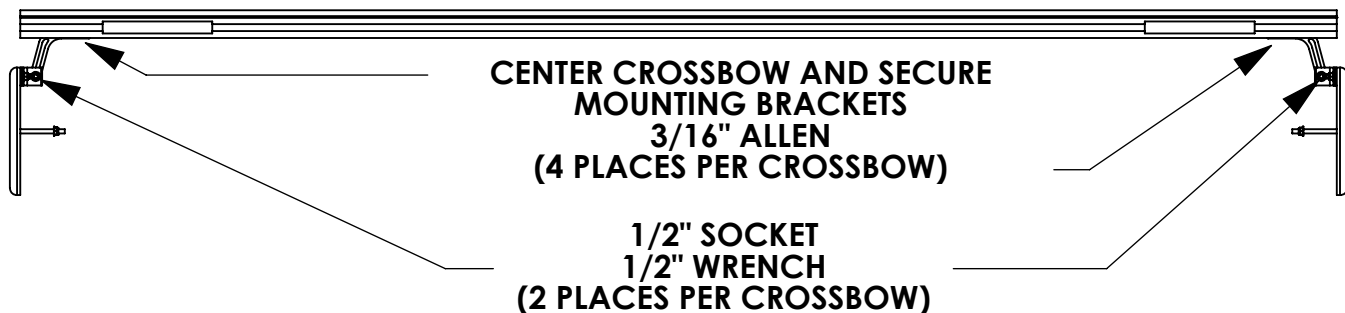 CENTER CROSSBOW AND SECURE
MOUNTING BRACKETS
3/16" ALLEN
(4 PLACES PER CROSSBOW)
1/2" SOCKET
1/2" WRENCH
(2 PLACES PER CROSSBOW)